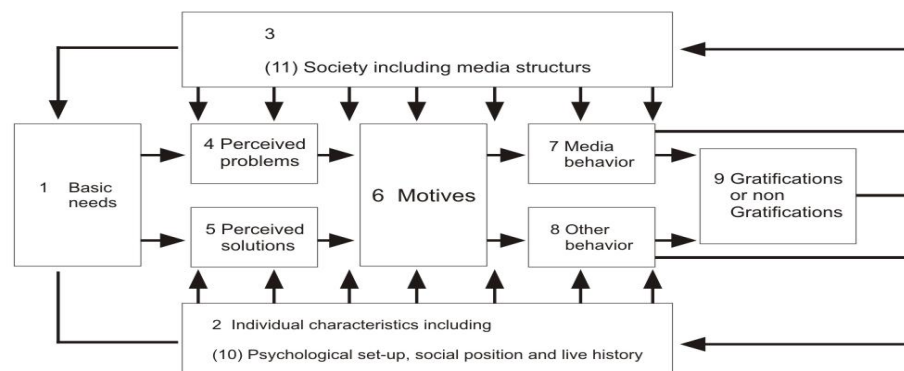 3
(11) Society including media structurs
4 Perceived
problems
7 Media
behavior
1 Basic
needs
6 Motives
9 Gratifications
or non
Gratifications
5 Perceived
solutions
8 Other
behavior
2 Individual characteristics including
(10) Psychological set-up, social position and live history